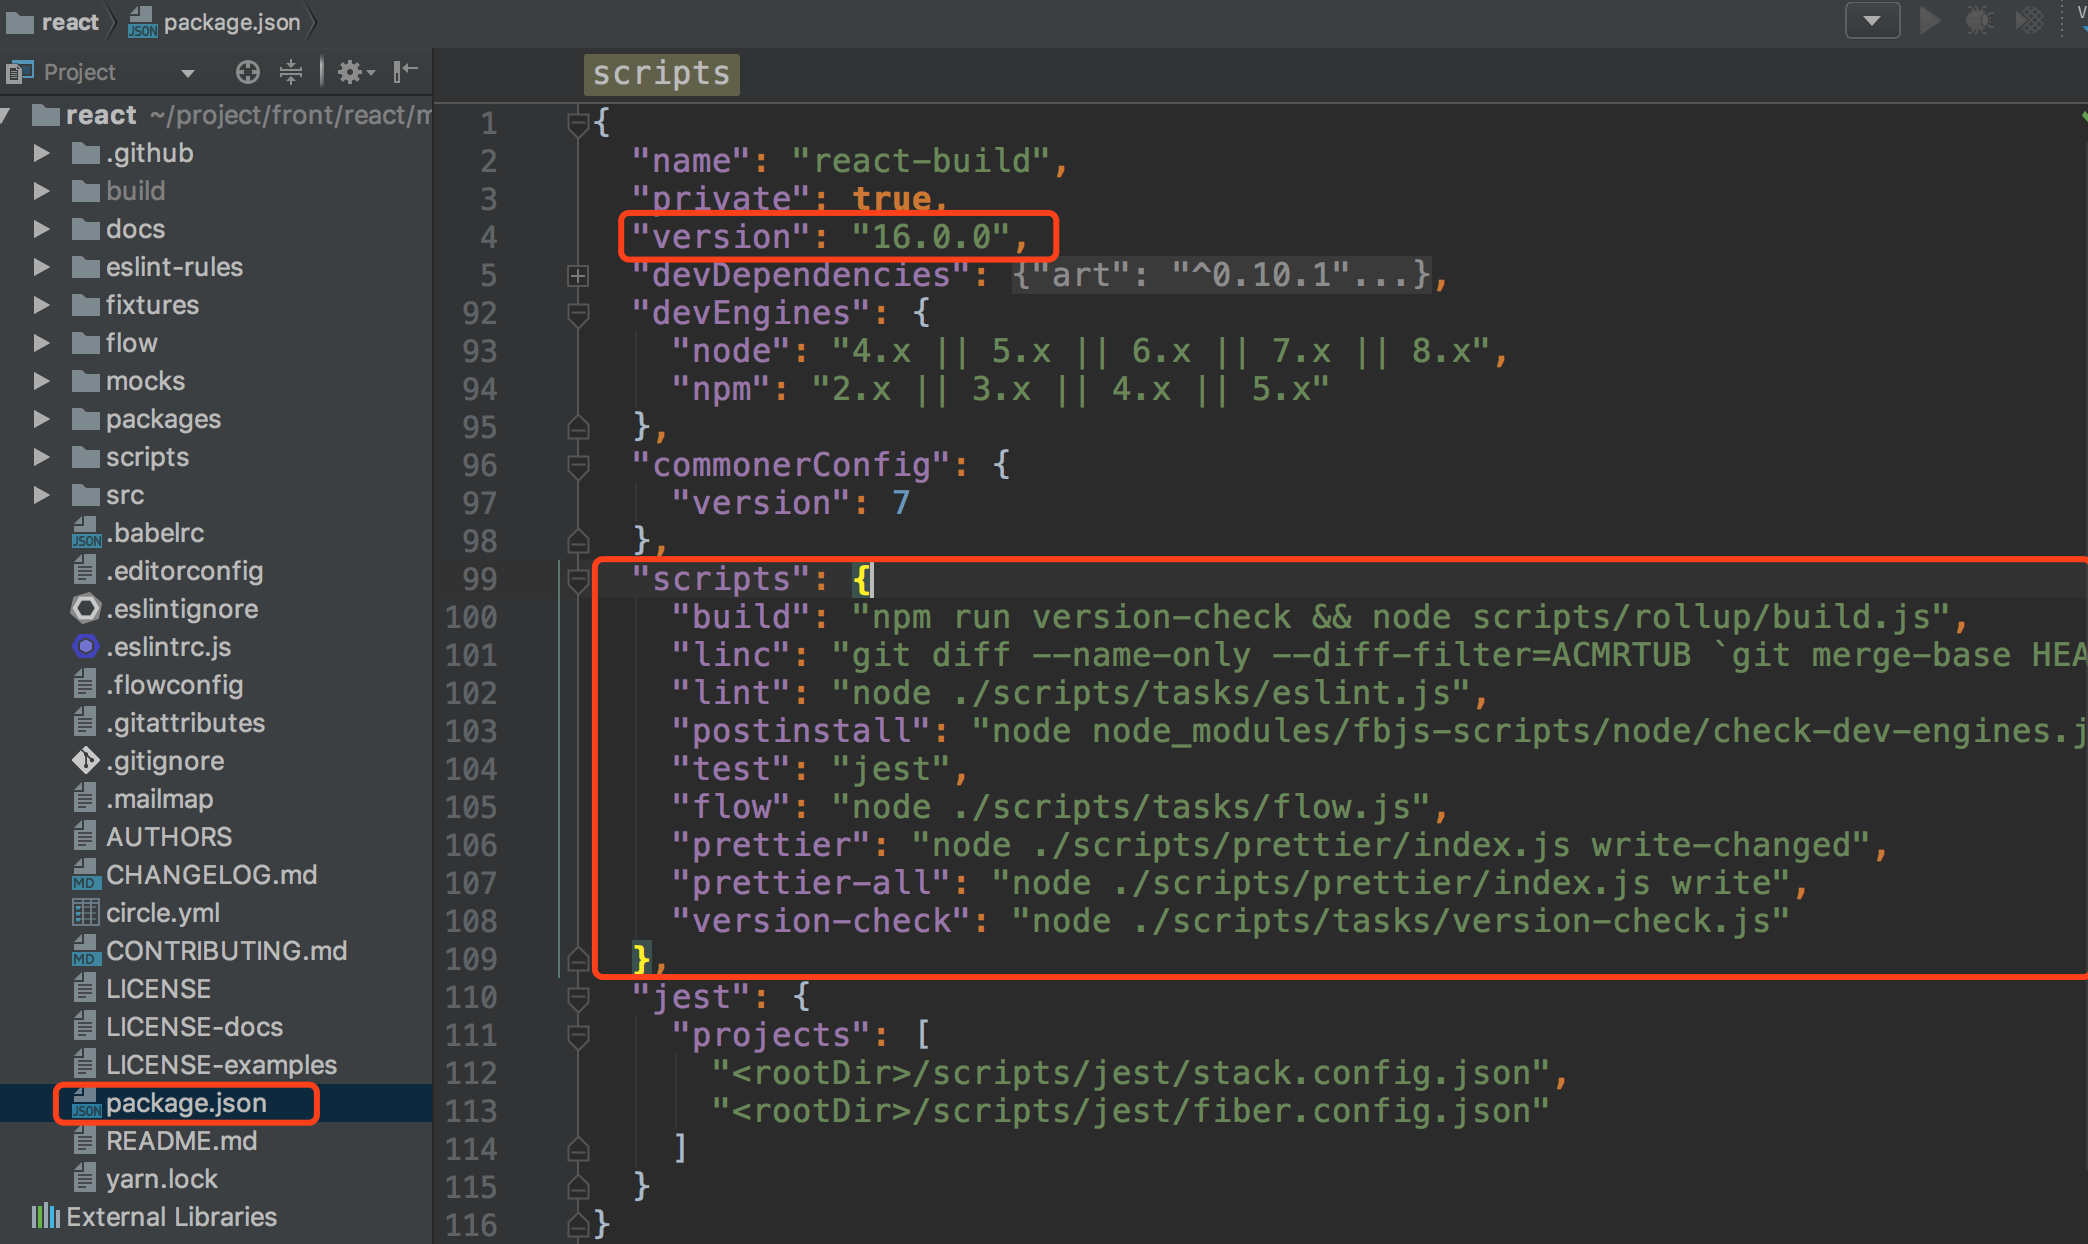 react
package.json
Project
react ~/project/front/react/m
.github
build
docs
eslint-rules
fixtures
flow
mocks
packages
scripts
src
.babelrc
.editorconfig
.eslintignore
.eslintrc.js
.flowconfig
.gitattributes
.gitignore
.mailmap
AUTHORS
CHANGELOG.md
circle.yml
CONTRIBUTING.md
LICENSE
LICENSE-docs
LICENSE-examples
package.json
README.md
yarn.lock
External Libraries
scripts
1 {
2 "name": "react-build",
3 "private": true,
4 "version": "16.0.0",
5 "devDependencies": {"art": "^0.10.1"...},
92 "devEngines": {
93 "node": "4.x || 5.x || 6.x || 7.x || 8.x",
94 "npm": "2.x || 3.x || 4.x || 5.x"
95 },
96 "commonerConfig": {
97 "version": 7
98 },
99 "scripts": {
100 "build": "npm run version-check && node scripts/rollup/build.js",
101 "linc": "git diff --name-only --diff-filter=ACMRTUB `git merge-base HEA
102 "lint": "node ./scripts/tasks/eslint.js",
103 "postinstall": "node node_modules/fbjs-scripts/node/check-dev-engines.j
104 "test": "jest",
105 "flow": "node ./scripts/tasks/flow.js",
106 "prettier": "node ./scripts/prettier/index.js write-changed",
107 "prettier-all": "node ./scripts/prettier/index.js write",
108 "version-check": "node ./scripts/tasks/version-check.js"
109 },
110 "jest": {
111 "projects": [
112 "<rootDir>/scripts/jest/stack.config.json",
113 "<rootDir>/scripts/jest/fiber.config.json"
114 ]
115 }
116 }